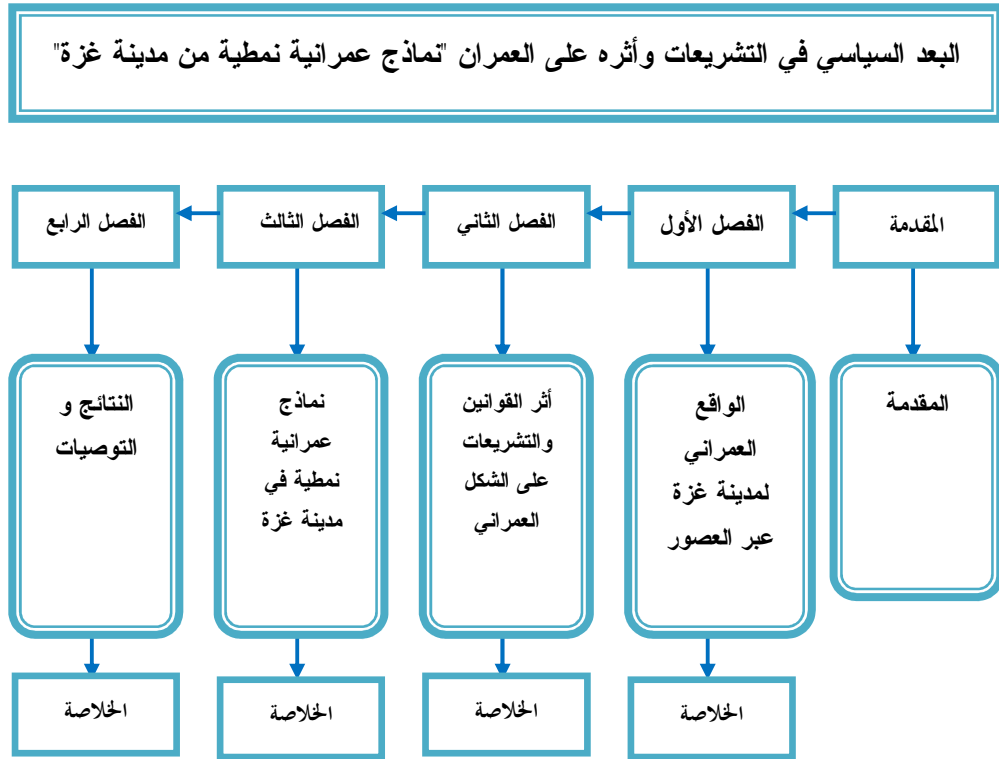 البعد السياسي في التشريعات وأثره على العمران "نماذج عمرانية نمطية من مدينة غزة"
المقدمة
الفصل الأول
الفصل الثاني
الفصل الثالث
الفصل الرابع
المقدمة
الواقع
العمراني
لمدينة غزة
عبر العصور
أثر القوانين
والتشريعات
على الشكل
العمراني
نماذج
عمرانية
نمطية في
مدينة غزة
النتائج و
التوصيات
الخلاصة
الخلاصة
الخلاصة
الخلاصة